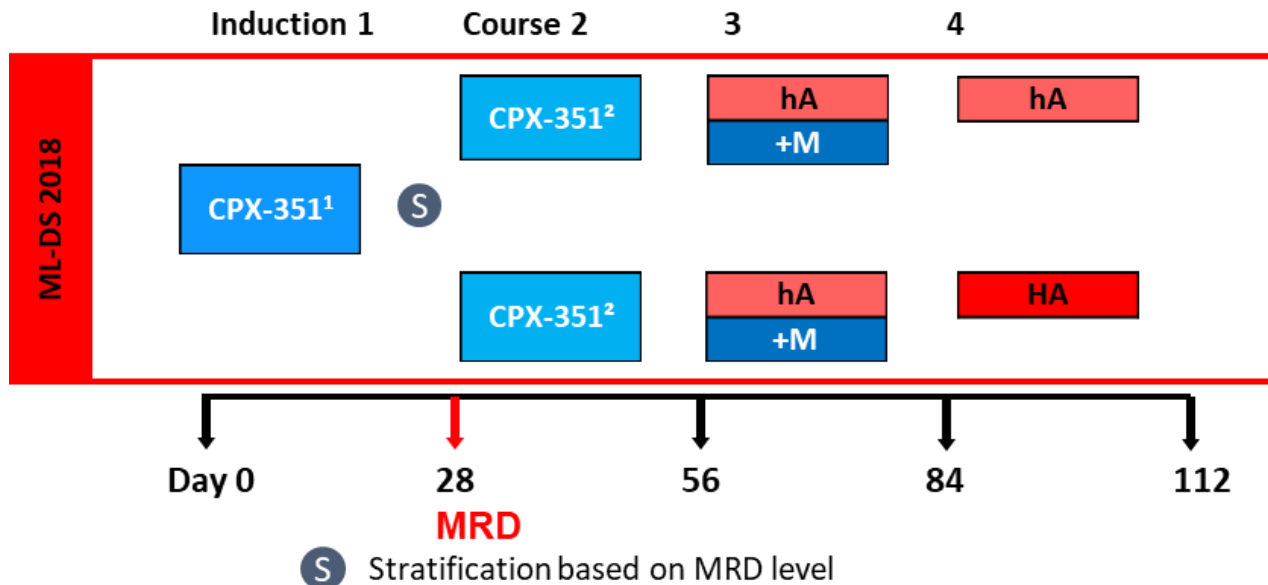 Induction 1 Course 2 3 4
ML-DS 2018
CPX-351² hA hA
+M
CPX-351¹ S
CPX-351² hA HA
+M
Day 0 28 56 84 112
MRD
S Stratification based on MRD level